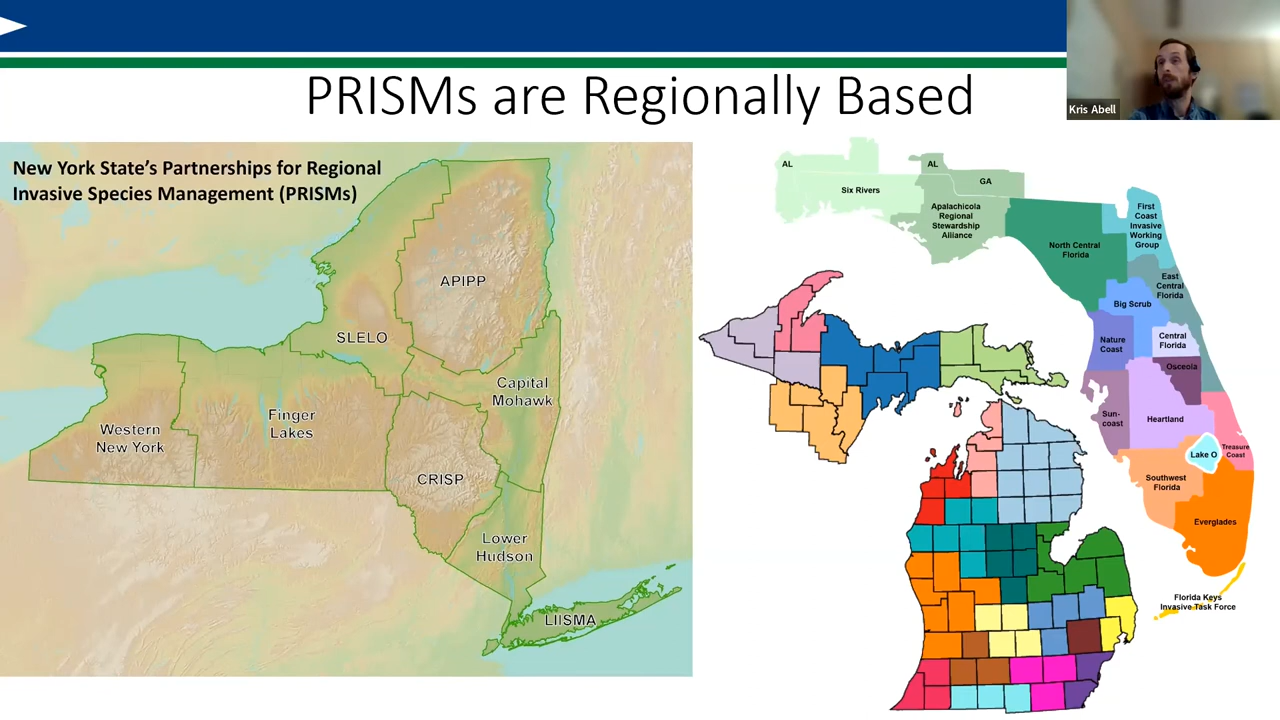 PRISMs are Regionally Based
Kris Abell
New York State's Partnerships for Regional
Invasive Species Management (PRISMs)
APIPP
SLELO
Capital
Mohawk
Finger
Lakes
Western
New York
CRISP
Lower
Hudson
LIISMA
AL
AL
GA
Six Rivers
Apalachicola
Regional
Stewardship
Alliance
First
Coast
Invasive
Working
Group
North Central
Florida
East
Central
Florida
Big Scrub
Nature
Coast
Central
Florida
Osceola
Sun-
coast
Heartland
Treasure
Coast
Lake O
Southwest
Florida
Everglades
Florida Keys
Invasive Task Force